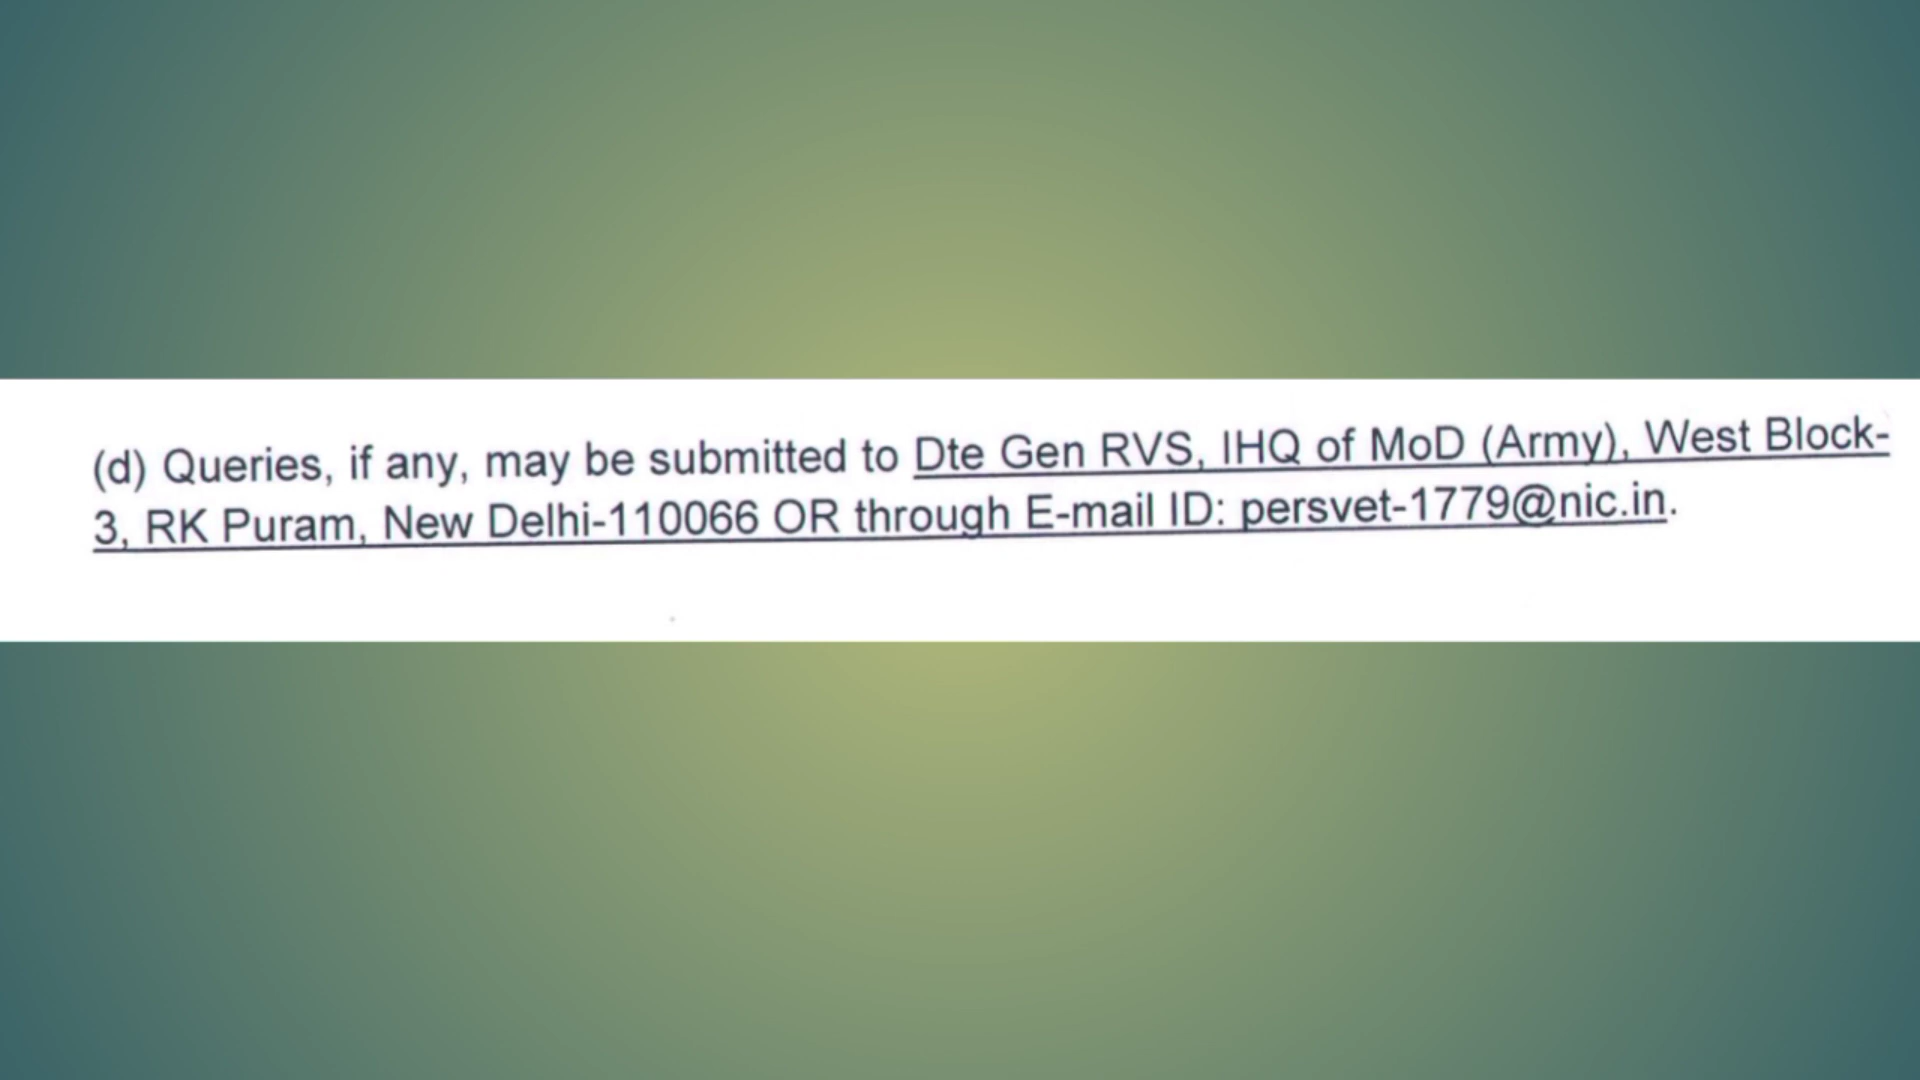 (d) Queries, if any, may be submitted to Dte Gen RVS, IHQ of MoD (Army), West Block-
3, RK Puram, New Delhi-110066 OR through E-mail ID: persvet-1779@nic.in.